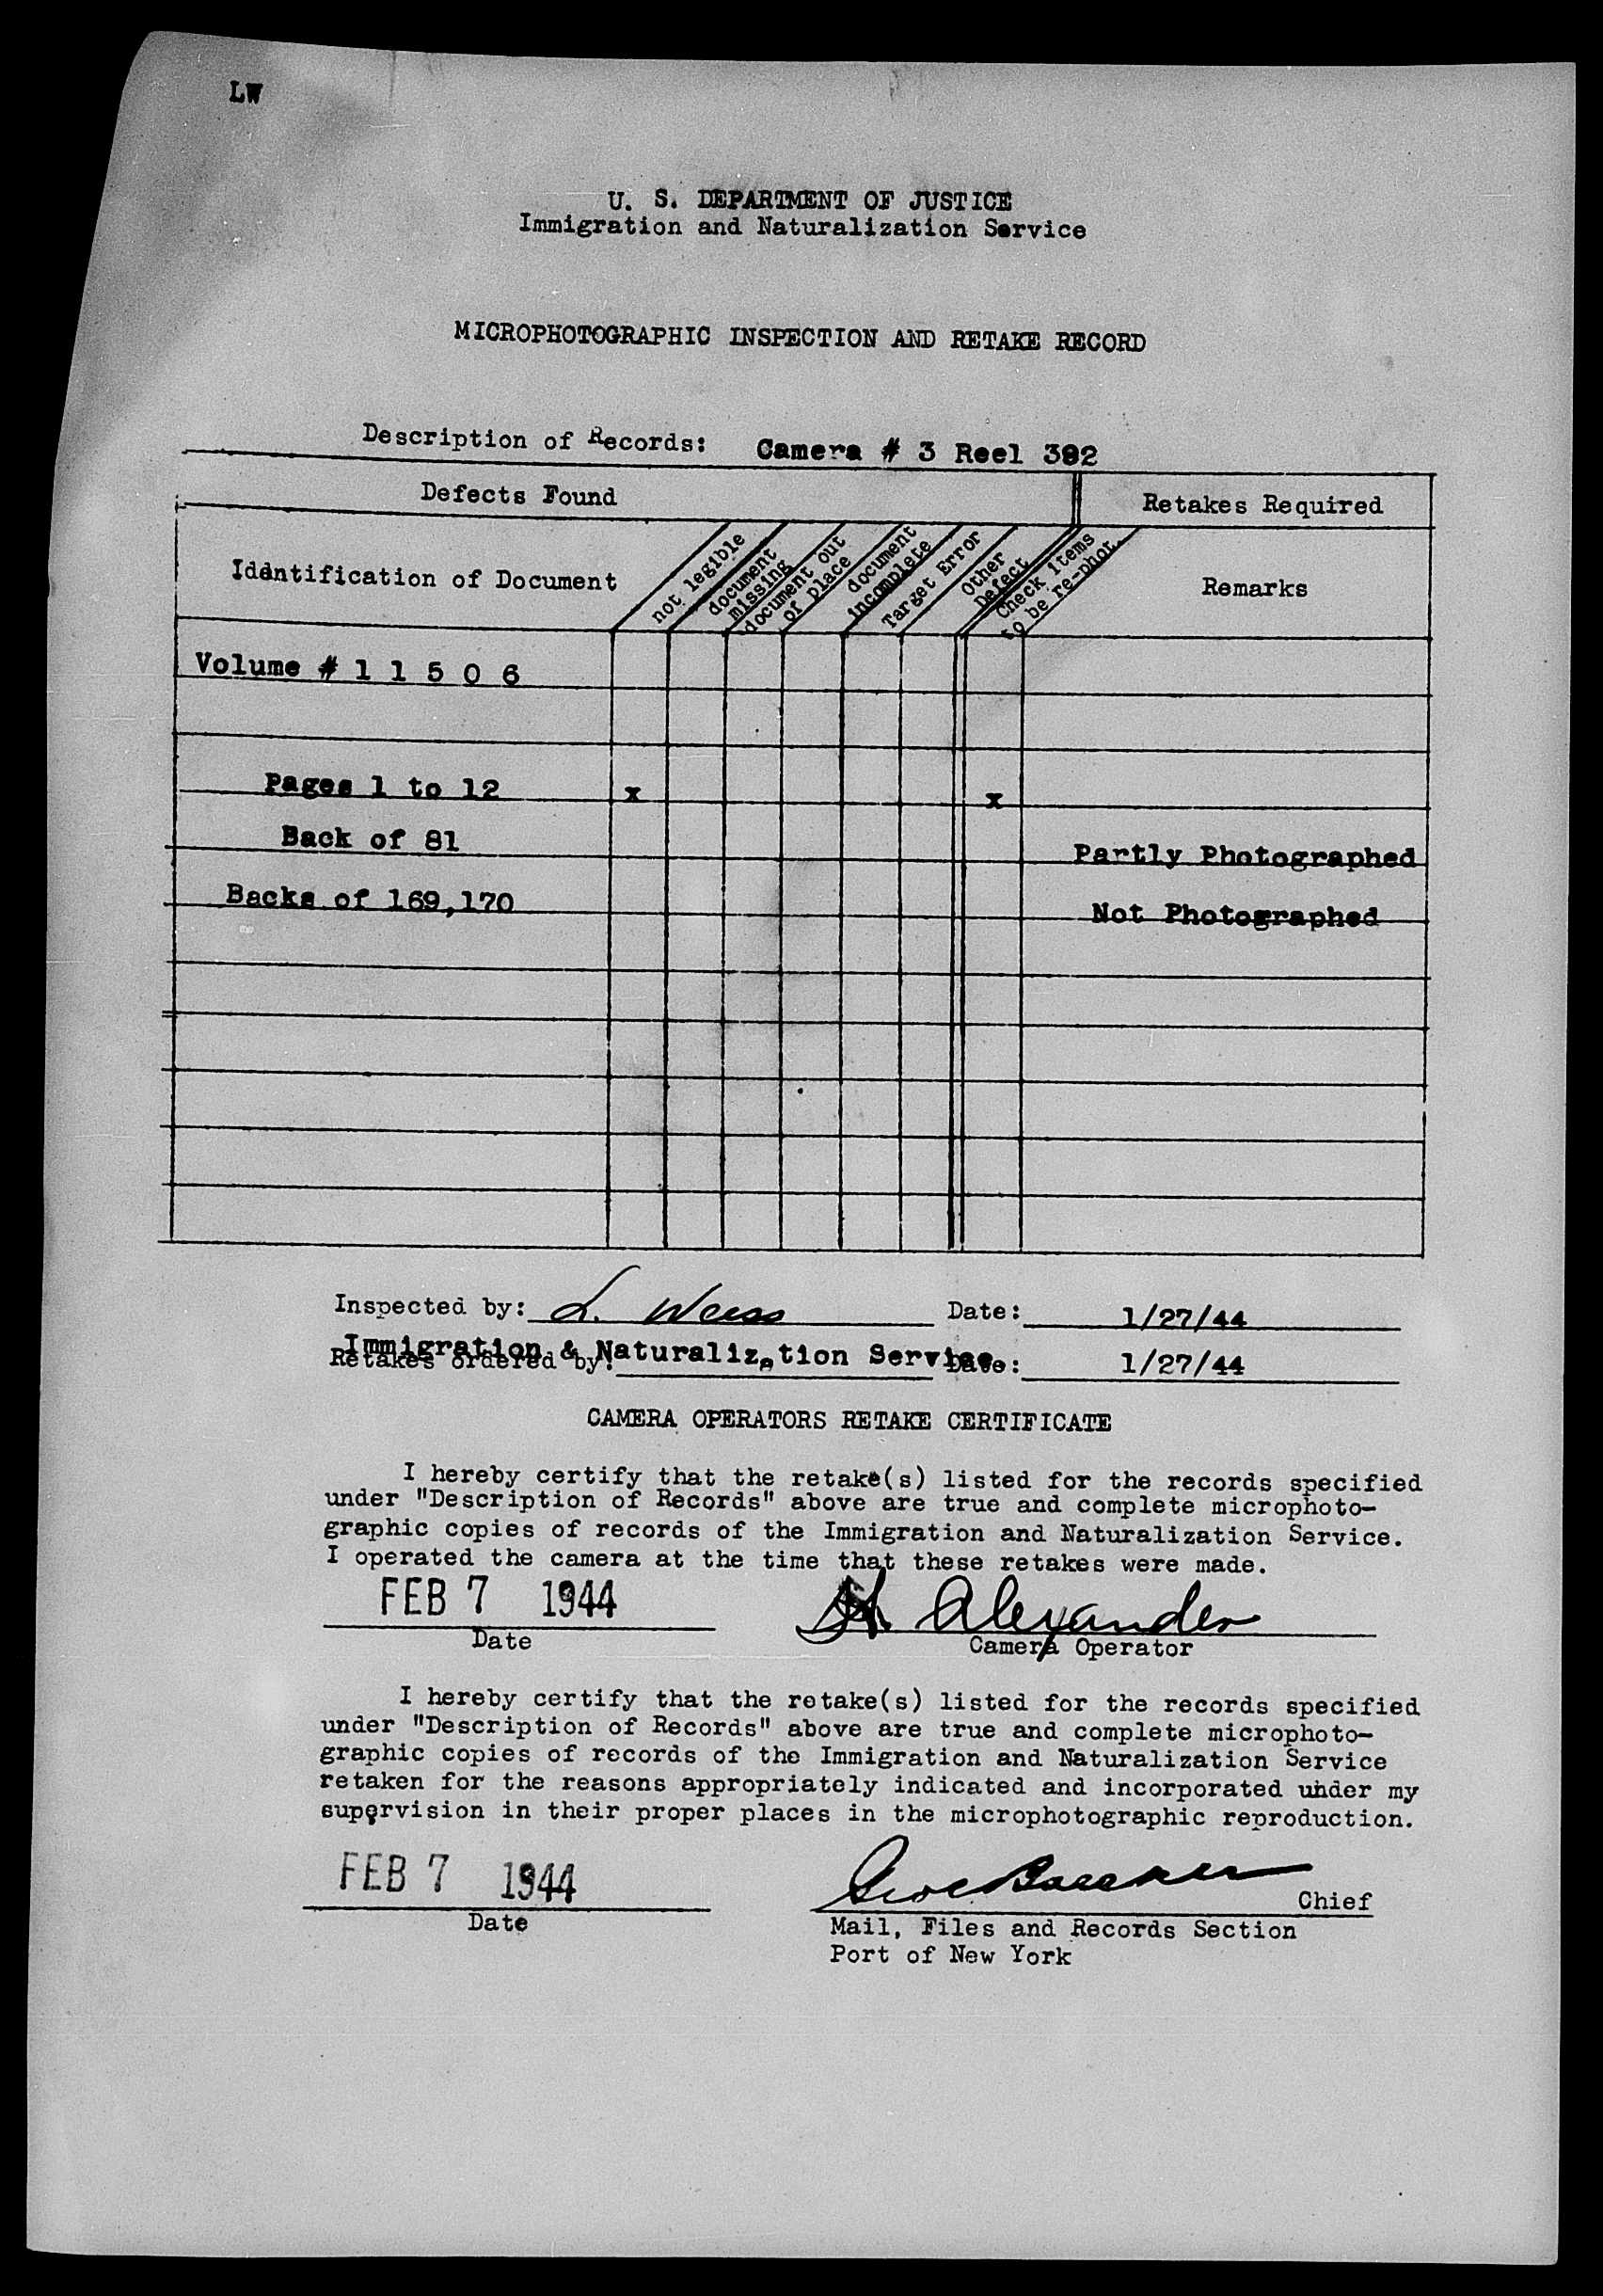 LW
U. S. DEPARTMENT OF JUSTICE
Immigration and Naturalization Service
MICROPHOTOGRAPHIC INSPECTION AND RETAKE RECORD
Description of Records: Camera # 3 Reel 392
Defects Found Retakes Required
Identification of Document
not legible
document
missing
document out
of place
document
incomplete
Target Error
Other
Defect
Check items
to be re-phot.
Remarks
Volume # 1 1 5 0 6
Pages 1 to 12 x x
Back of 81 Partly Photographed
Backs of 169,170 Not Photographed
Inspected by: L. Weiss Date: 1/27/44
Immigration & Naturalization Service.
Retakes ordered by: Date: 1/27/44
CAMERA OPERATORS RETAKE CERTIFICATE
I hereby certify that the retake(s) listed for the records specified
under "Description of Records" above are true and complete microphoto-
graphic copies of records of the Immigration and Naturalization Service.
I operated the camera at the time that these retakes were made.
FEB 7 1944 Alexander
Date Camera Operator
I hereby certify that the retake(s) listed for the records specified
under "Description of Records" above are true and complete microphoto-
graphic copies of records of the Immigration and Naturalization Service
retaken for the reasons appropriately indicated and incorporated under my
supervision in their proper places in the microphotographic reproduction.
FEB 7 1944
Chief
Date
Mail, Files and Records Section
Port of New York